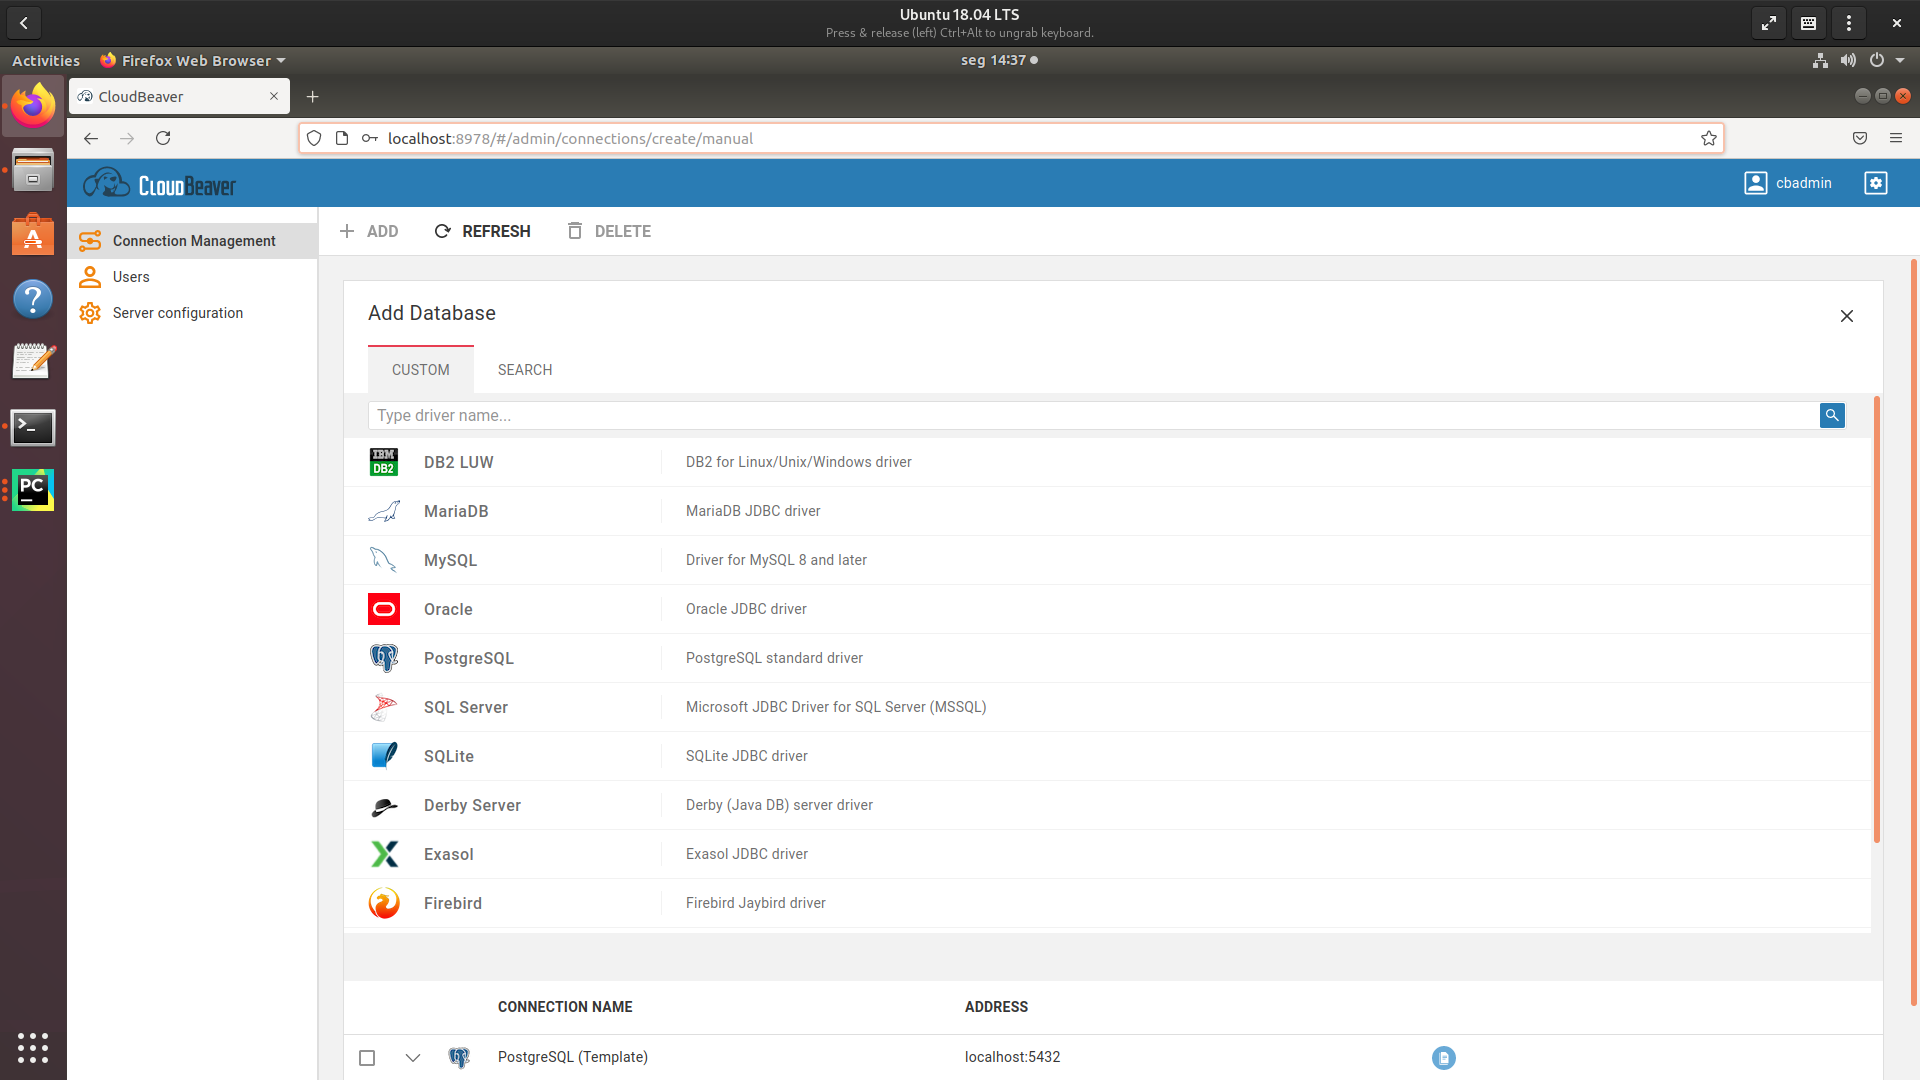 Ubuntu 18.04 LTS
Press & release (left) Ctrl+Alt to ungrab keyboard.
Activities
Firefox Web Browser
seg 14:37
CloudBeaver
localhost:8978/#/admin/connections/create/manual
CloudBeaver
cbadmin
Connection Management
Users
Server configuration
ADD
REFRESH
DELETE
Add Database
CUSTOM
SEARCH
Type driver name...
IBM
DB2
DB2 LUW
DB2 for Linux/Unix/Windows driver
MariaDB
MariaDB JDBC driver
MySQL
Driver for MySQL 8 and later
Oracle
Oracle JDBC driver
PostgreSQL
PostgreSQL standard driver
SQL Server
Microsoft JDBC Driver for SQL Server (MSSQL)
SQLite
SQLite JDBC driver
Derby Server
Derby (Java DB) server driver
Exasol
Exasol JDBC driver
Firebird
Firebird Jaybird driver
PC
CONNECTION NAME
ADDRESS
PostgreSQL (Template)
localhost:5432